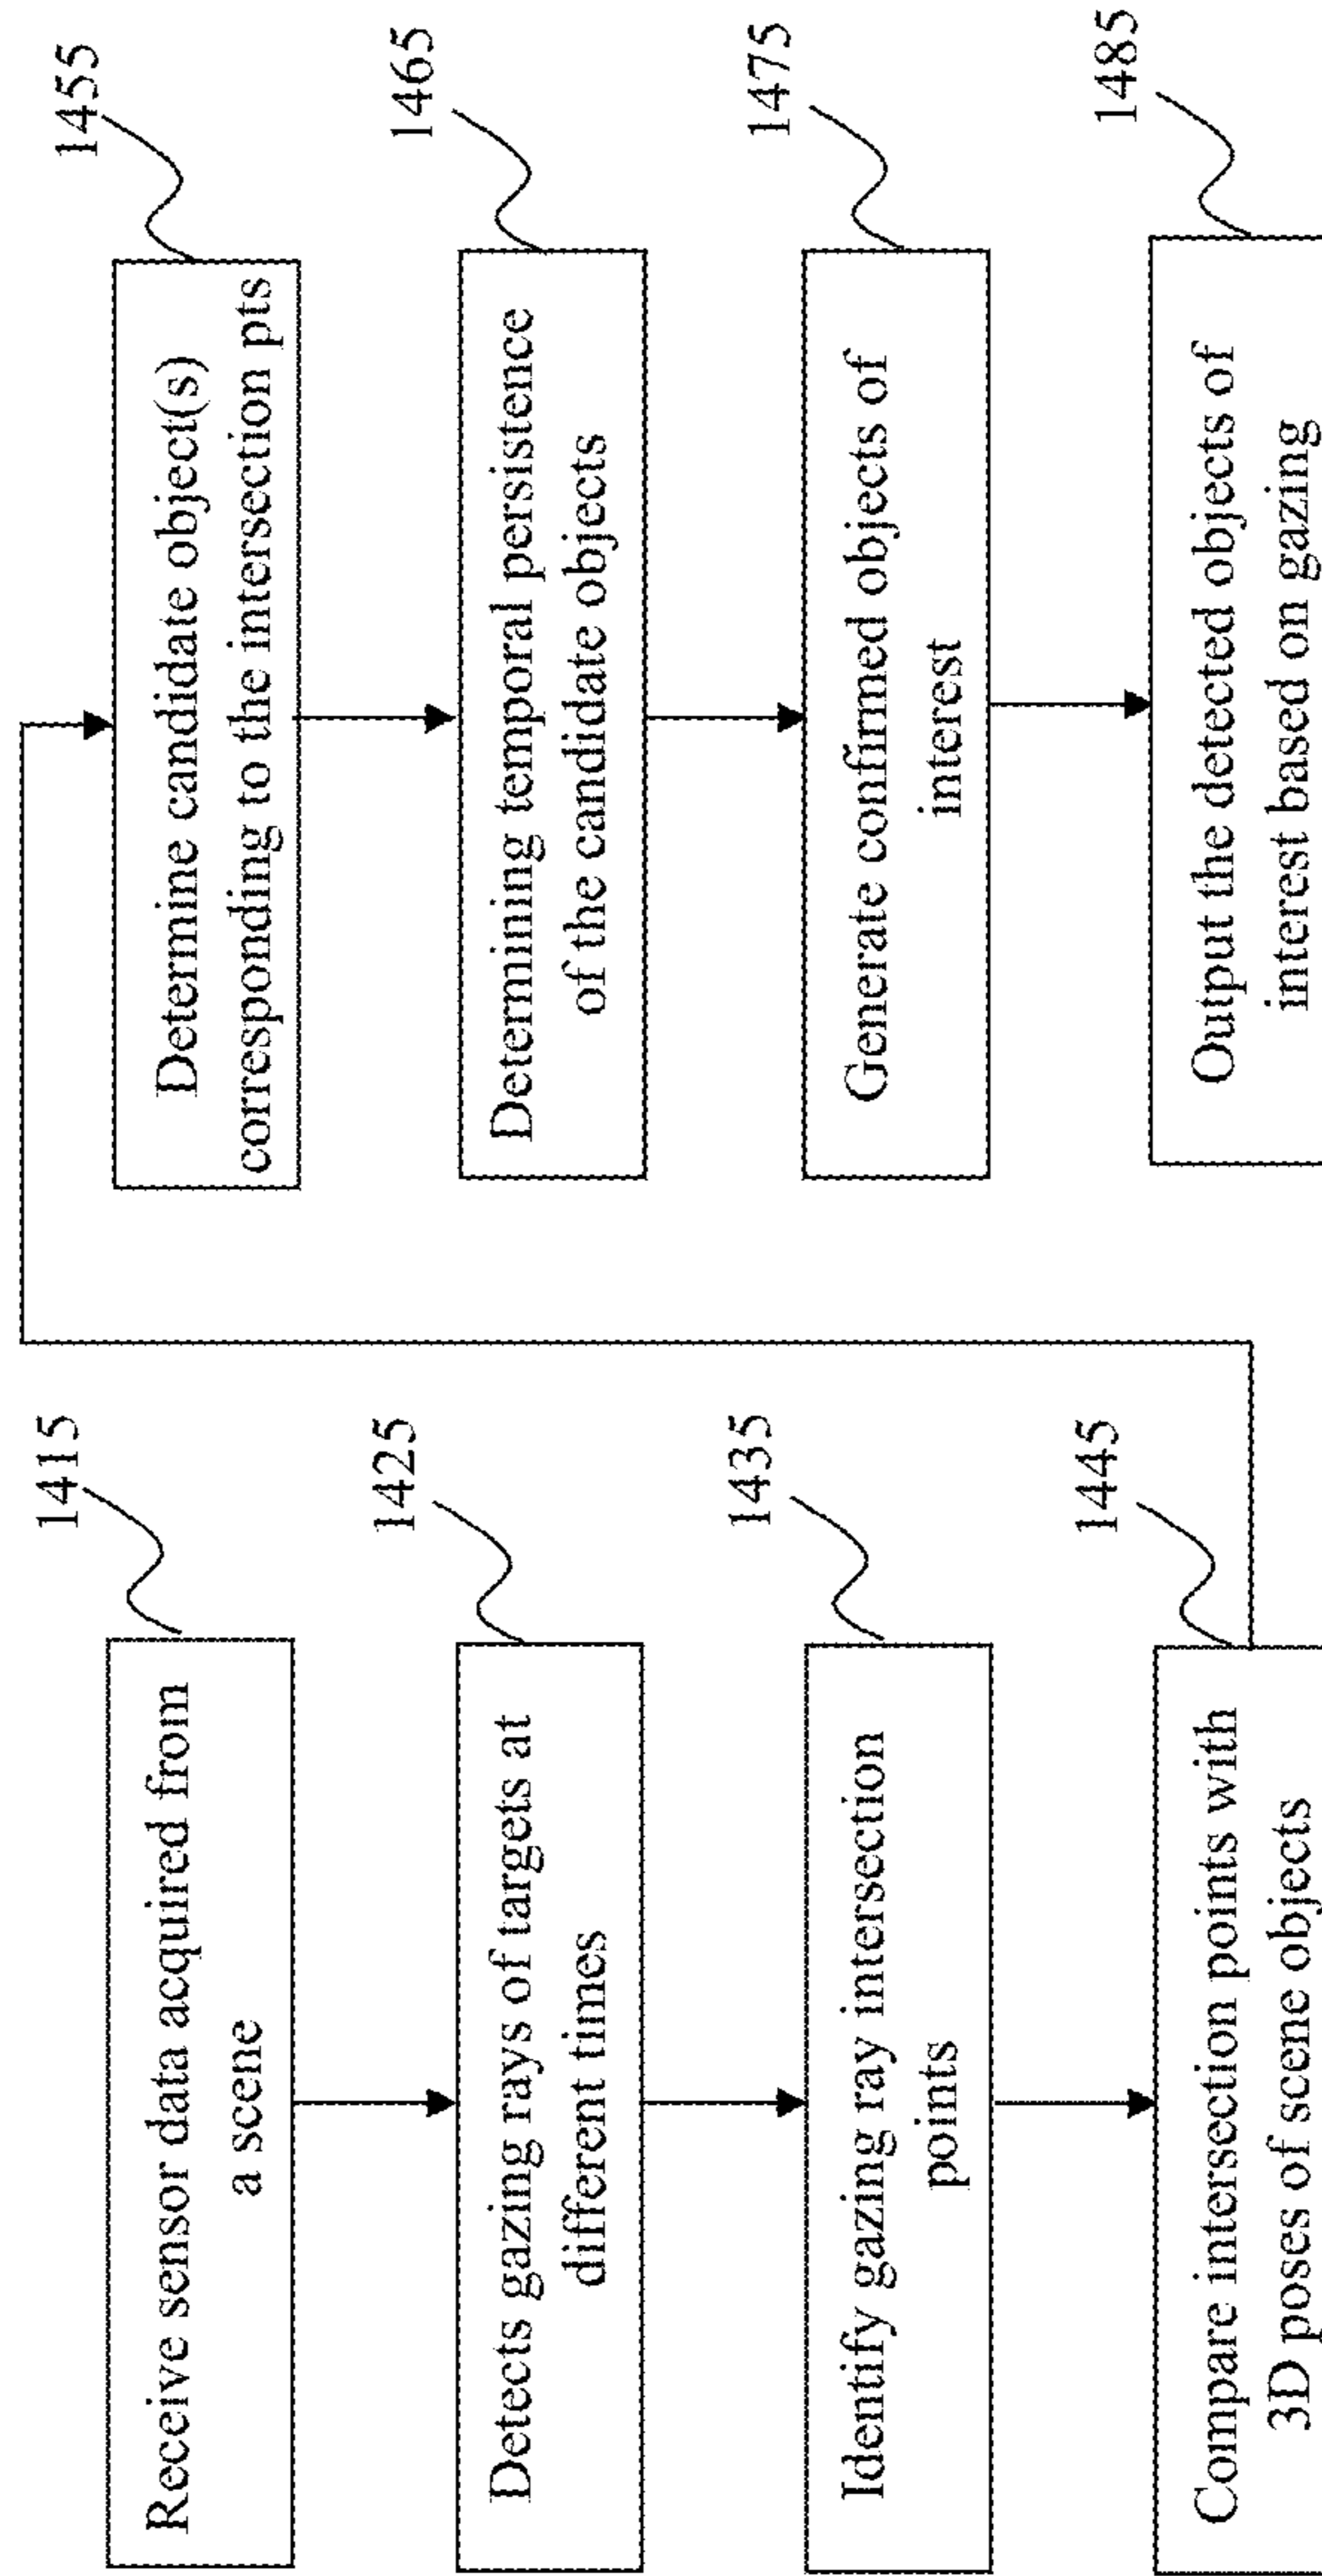 Receive sensor data acquired from
a scene
1415
Detects gazing rays of targets at
different times
1425
Identify gazing ray intersection
points
1435
Compare intersection points with
3D poses of scene objects
1445
Determine candidate object(s)
corresponding to the intersection pts
1455
Determining temporal persistence
of the candidate objects
1465
Generate confirmed objects of
interest
1475
Output the detected objects of
interest based on gazing
1485